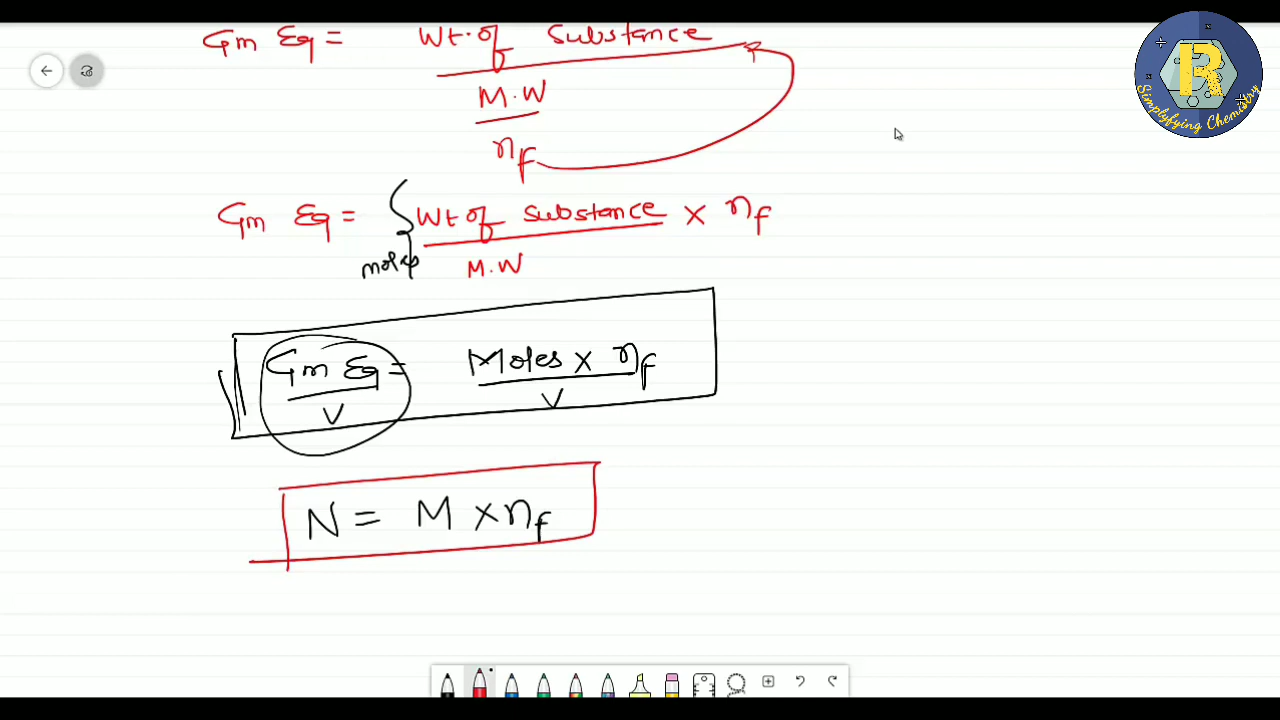 Gm Eq = Wt. of Substance
M.W
nf
Gm Eq = Wt of substance × nf
moles M.W
Gm Eq = Moles × nf
V V
N = M × nf
R
Simplyfying Chemistry